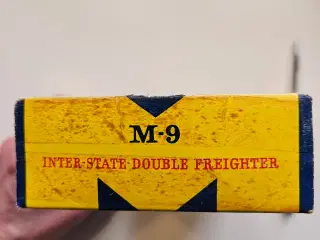 M-9
INTER-STATE DOUBLE FREIGHTER